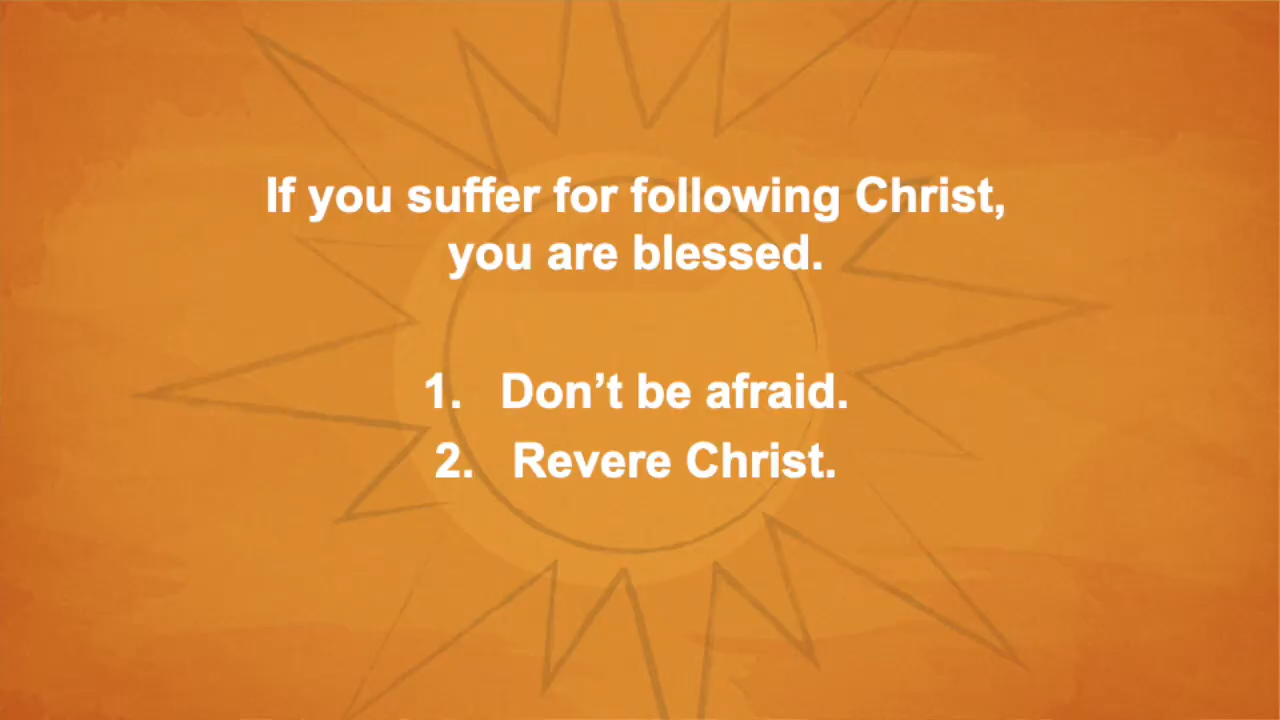 If you suffer for following Christ,
you are blessed.
1. Don’t be afraid.
2. Revere Christ.